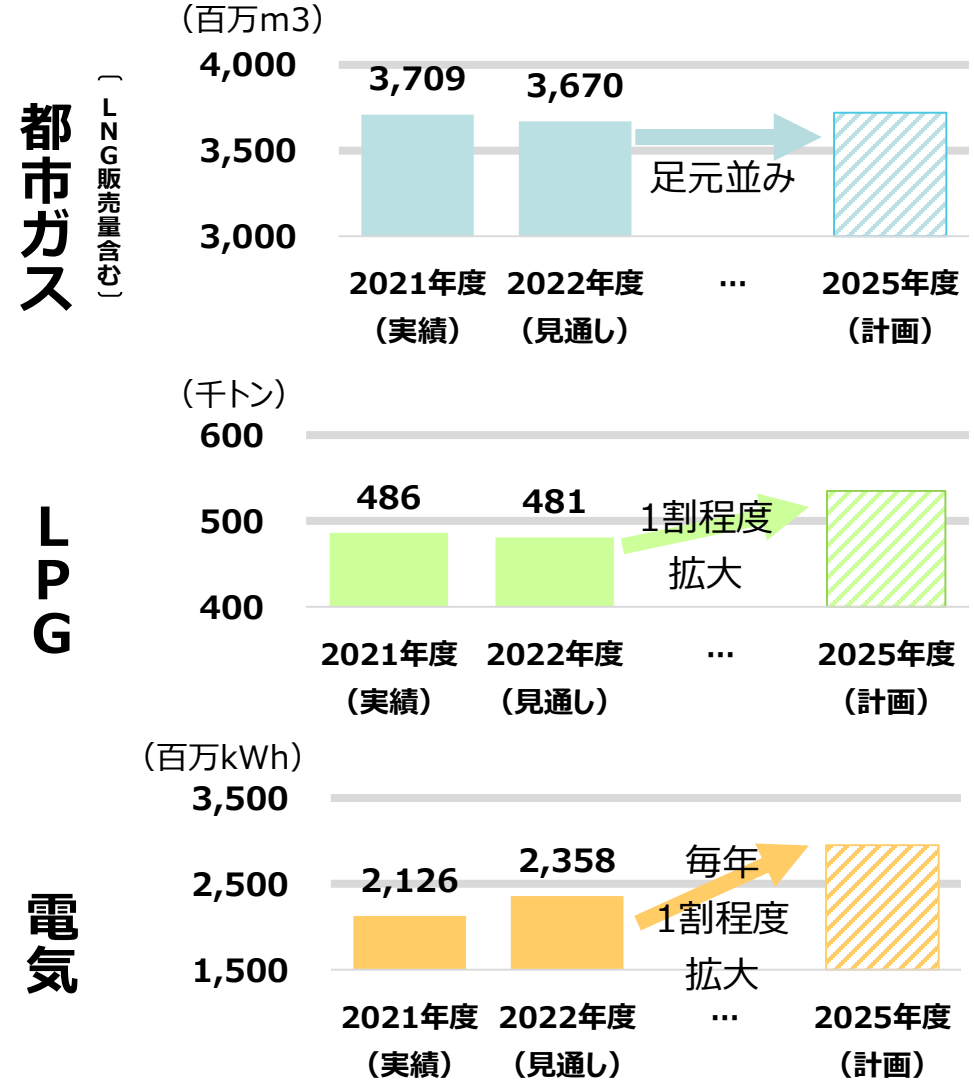 都市ガス
〔LNG販売量含む〕
（百万m3）
4,000
3,500
3,000
3,709
3,670
足元並み
2021年度 2022年度 … 2025年度
（実績） （見通し） （計画）
LPG
（千トン）
600
500
400
486
481
1割程度
拡大
2021年度 2022年度 … 2025年度
（実績） （見通し） （計画）
電気
（百万kWh）
3,500
2,500
1,500
2,126
2,358
毎年
1割程度
拡大
2021年度 2022年度 … 2025年度
（実績） （見通し） （計画）